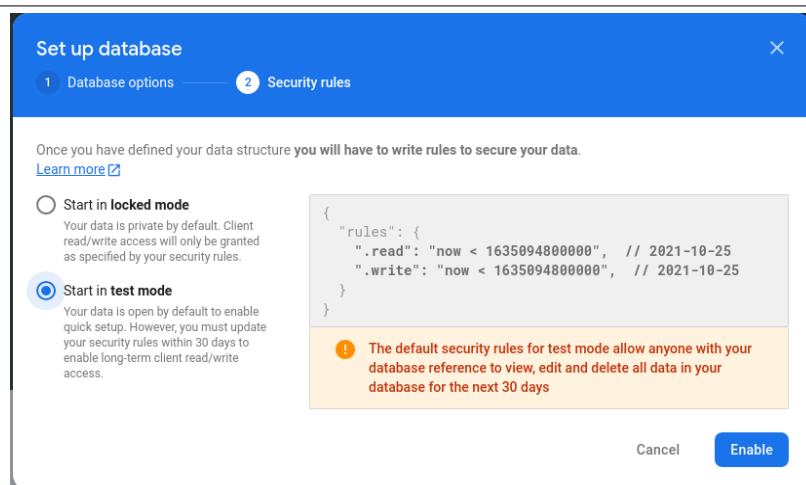 Set up database
1 Database options 2 Security rules
Once you have defined your data structure you will have to write rules to secure your data.
Learn more
Start in locked mode
Your data is private by default. Client
read/write access will only be granted
as specified by your security rules.
Start in test mode
Your data is open by default to enable
quick setup. However, you must update
your security rules within 30 days to
enable long-term client read/write
access.
{
"rules": {
".read": "now < 1635094800000", // 2021-10-25
".write": "now < 1635094800000", // 2021-10-25
}
}
The default security rules for test mode allow anyone with your
database reference to view, edit and delete all data in your
database for the next 30 days
Cancel Enable